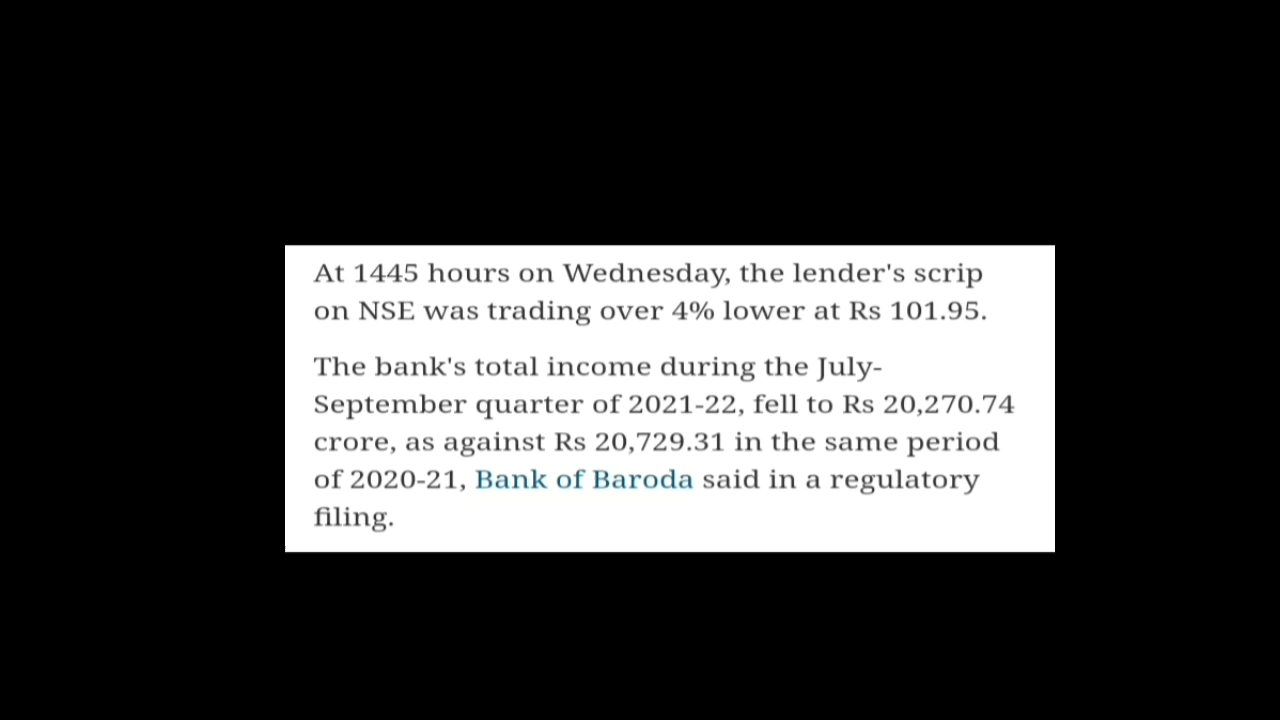 At 1445 hours on Wednesday, the lender's scrip
on NSE was trading over 4% lower at Rs 101.95.
The bank's total income during the July-
September quarter of 2021-22, fell to Rs 20,270.74
crore, as against Rs 20,729.31 in the same period
of 2020-21, Bank of Baroda said in a regulatory
filing.